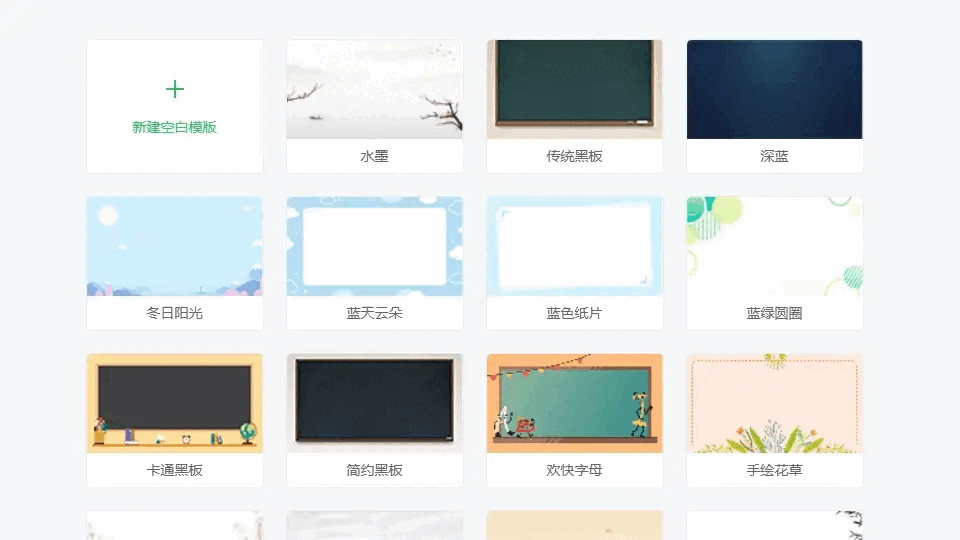 新建空白模版
水墨
传统黑板
深蓝
冬日阳光
蓝天云朵
蓝色纸片
蓝绿圆圈
卡通黑板
简约黑板
欢快字母
手绘花草